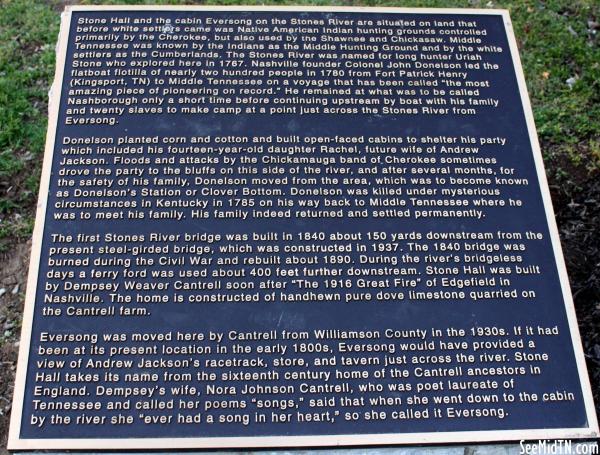 Stone Hall and the cabin Eversong on the Stones River are situated on land that
before white settlers came was Native American Indian hunting grounds controlled
primarily by the Cherokee, but also used by the Shawnee and Chickasaw. Middle
Tennessee was known by the Indians as the Middle Hunting Ground and by the white
settlers as the Cumberlands. The Stones River was named for long hunter Uriah
Stone who explored here in 1767. Nashville founder Colonel John Donelson led the
flatboat flotilla of nearly two hundred people in 1780 from Fort Patrick Henry
(Kingsport, TN) to Middle Tennessee on a voyage that has been called "the most
amazing piece of pioneering on record." He remained at what was to be called
Nashborough only a short time before continuing upstream by boat with his family
and twenty slaves to make camp at a point just across the Stones River from
Eversong.
Donelson planted corn and cotton and built open-faced cabins to shelter his party
which included his fourteen-year-old daughter Rachel, future wife of Andrew
Jackson. Floods and attacks by the Chickamauga band of Cherokee sometimes
drove the party to the bluffs on this side of the river, and after several months, for
the safety of his family, Donelson moved from the area, which was to become known
as Donelson's Station or Clover Bottom. Donelson was killed under mysterious
circumstances in Kentucky in 1785 on his way back to Middle Tennessee where he
was to meet his family. His family indeed returned and settled permanently.
The first Stones River bridge was built in 1840 about 150 yards downstream from the
present steel-girded bridge, which was constructed in 1937. The 1840 bridge was
burned during the Civil War and rebuilt about 1890. During the river's bridgeless
days a ferry ford was used about 400 feet further downstream. Stone Hall was built
by Dempsey Weaver Cantrell soon after "The 1916 Great Fire" of Edgefield in
Nashville. The home is constructed of handhewn pure dove limestone quarried on
the Cantrell farm.
Eversong was moved here by Cantrell from Williamson County in the 1930s. If it had
been at its present location in the early 1800s, Eversong would have provided a
view of Andrew Jackson's racetrack, store, and tavern just across the river. Stone
Hall takes its name from the sixteenth century home of the Cantrell ancestors in
England. Dempsey's wife, Nora Johnson Cantrell, who was poet laureate of
Tennessee and called her poems "songs," said that when she went down to the cabin
by the river she "ever had a song in her heart," so she called it Eversong.
SeeMidTN.com